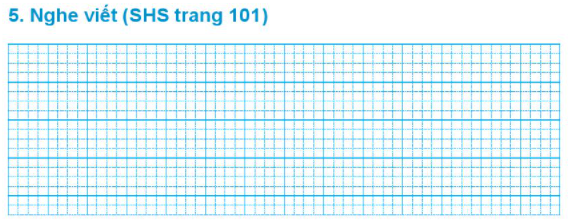 5. Nghe viết (SHS trang 101)